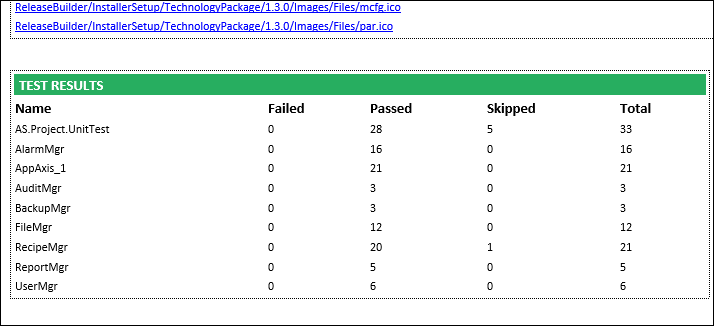 ReleaseBuilder/InstallerSetup/TechnologyPackage/1.3.0/Images/Files/mcfg.ico
ReleaseBuilder/InstallerSetup/TechnologyPackage/1.3.0/Images/Files/par.ico
TEST RESULTS
Name Failed Passed Skipped Total
AS.Project.UnitTest 0 28 5 33
AlarmMgr 0 16 0 16
AppAxis_1 0 21 0 21
AuditMgr 0 3 0 3
BackupMgr 0 3 0 3
FileMgr 0 12 0 12
RecipeMgr 0 20 1 21
ReportMgr 0 5 0 5
UserMgr 0 6 0 6